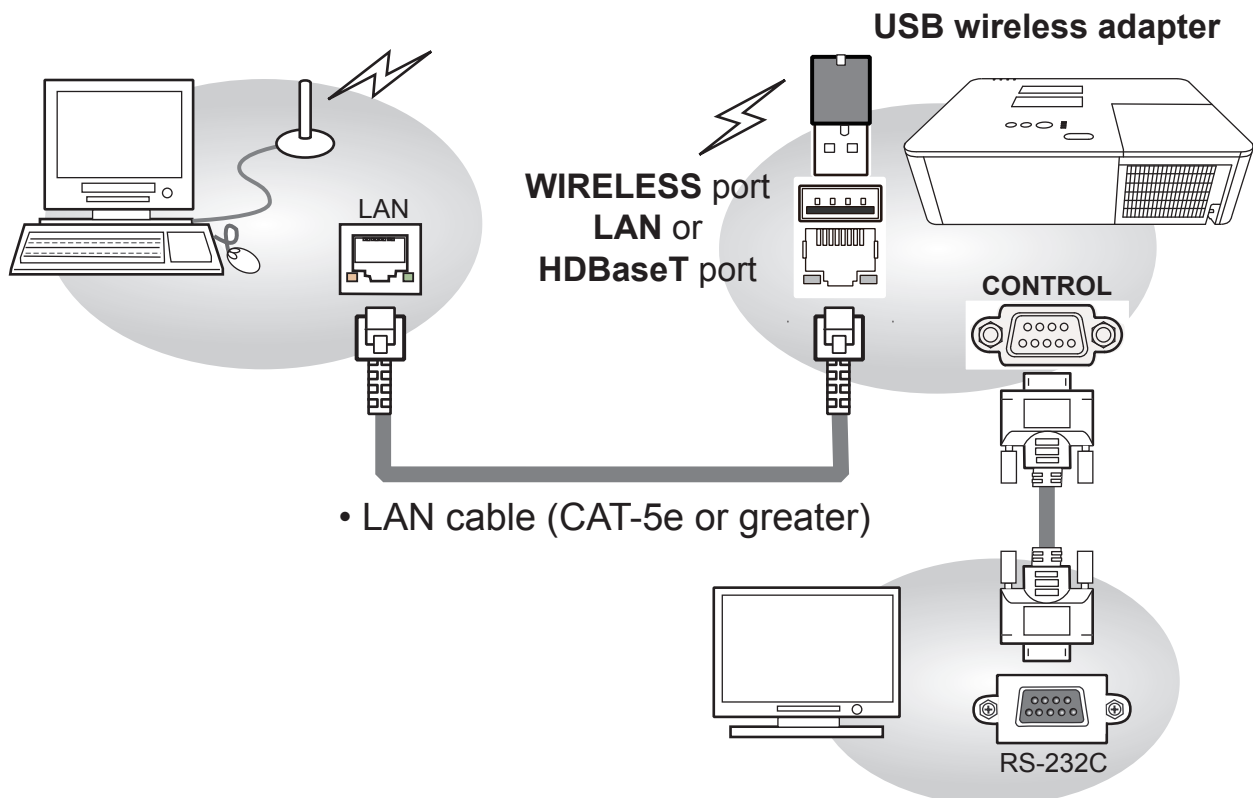 USB wireless adapter
LAN
WIRELESS port
LAN or
HDBaseT port
CONTROL
• LAN cable (CAT-5e or greater)
RS-232C